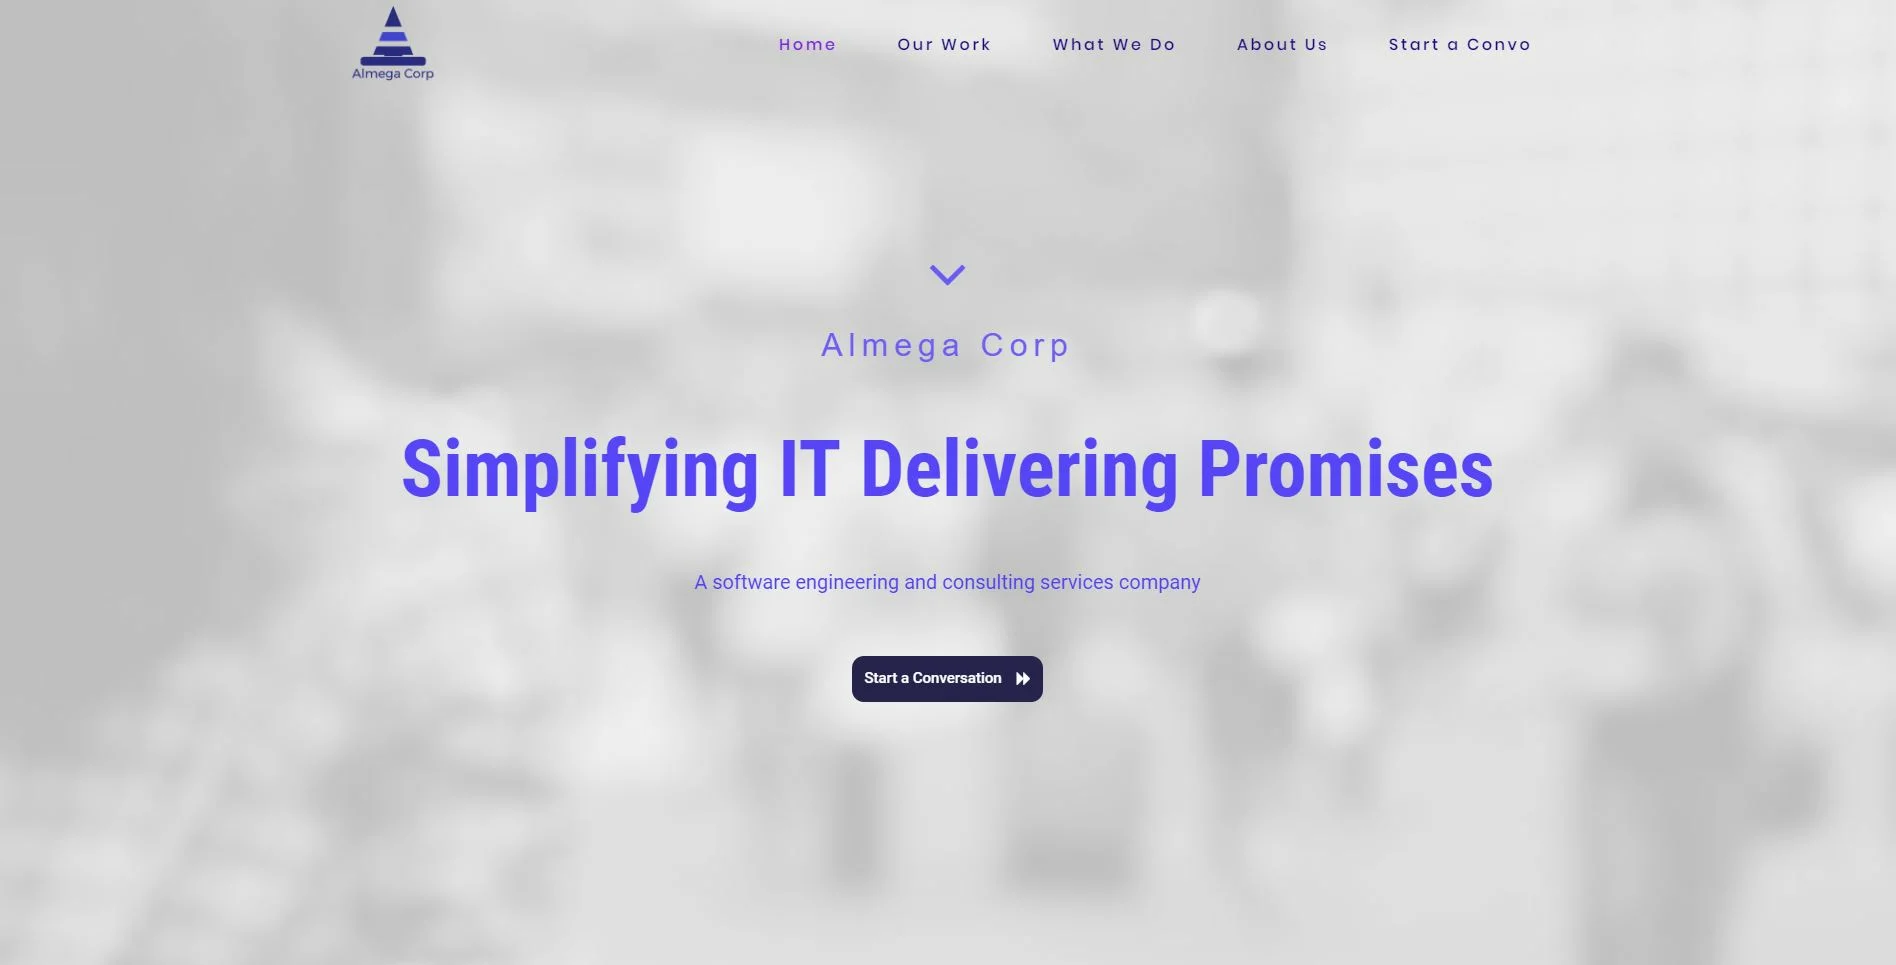 Almega Corp
Home
Our Work
What We Do
About Us
Start a Convo
Almega Corp
Simplifying IT Delivering Promises
A software engineering and consulting services company
Start a Conversation